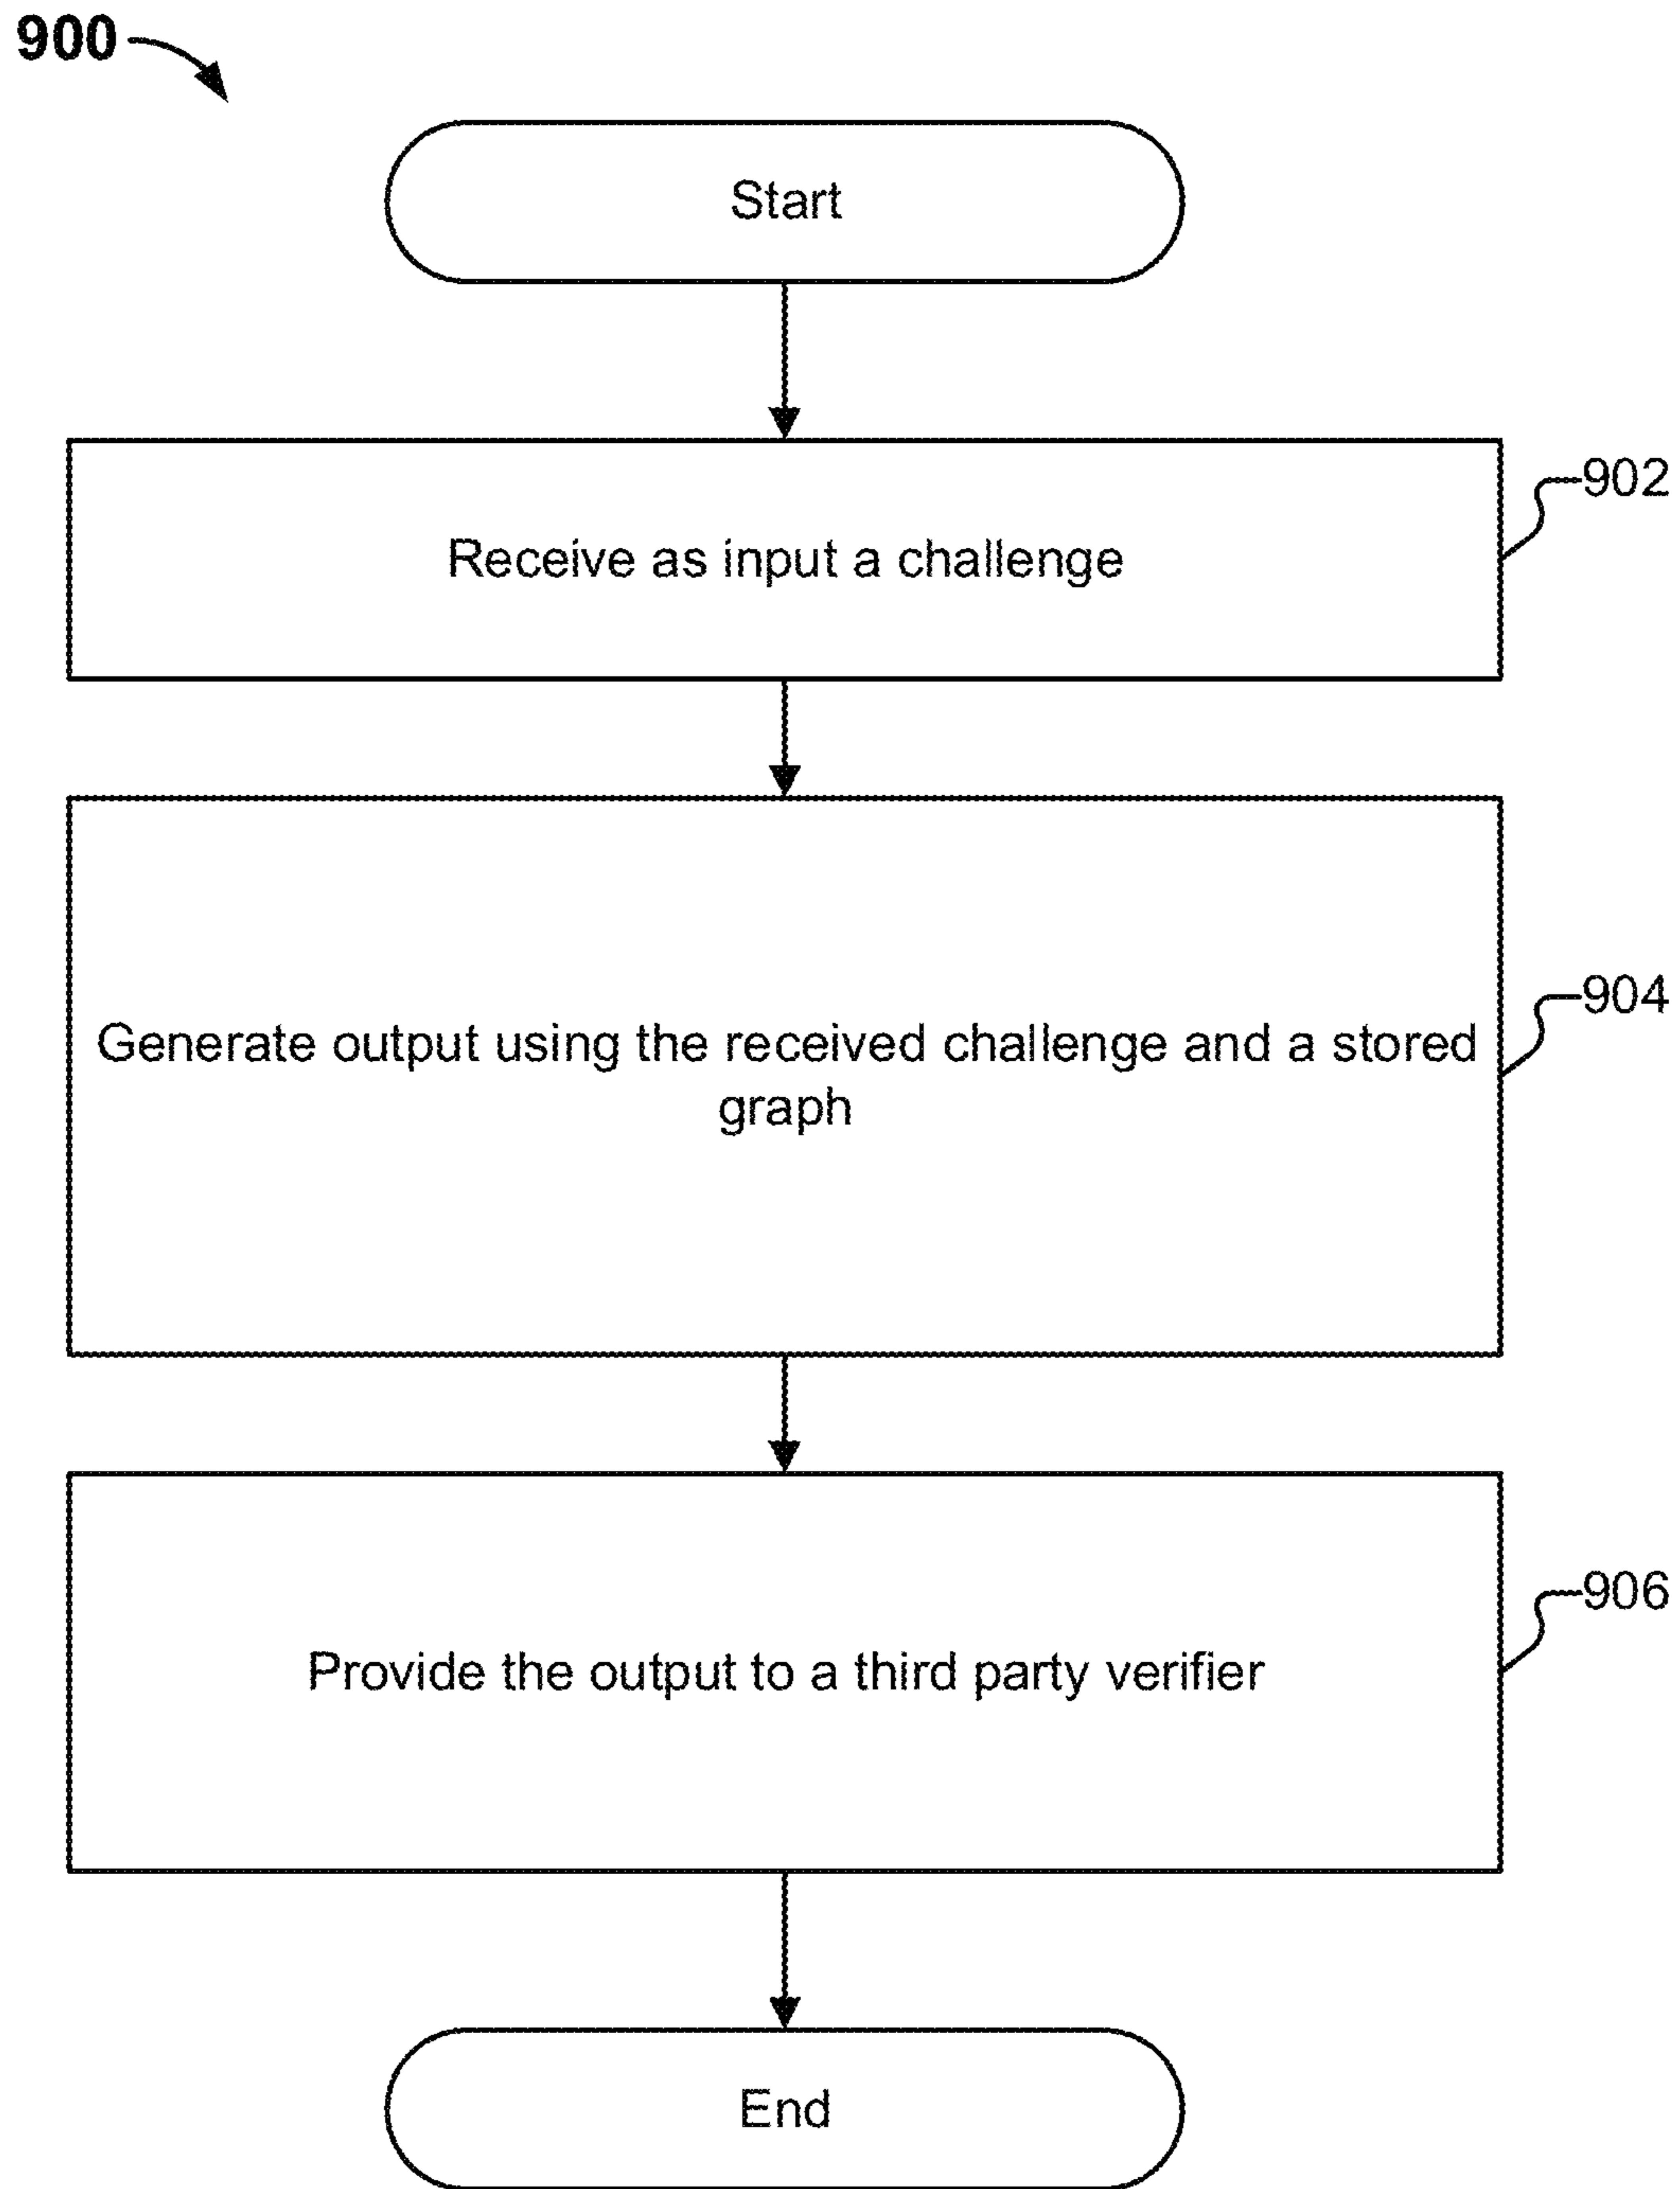 900
Start
Receive as input a challenge
902
Generate output using the received challenge and a stored
graph
904
Provide the output to a third party verifier
906
End